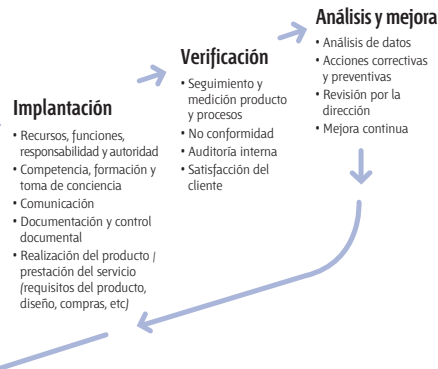 Análisis y mejora
• Análisis de datos
• Acciones correctivas
y preventivas
• Revisión por la
dirección
• Mejora continua
Verificación
• Seguimiento y
medición producto
y procesos
• No conformidad
• Auditoría interna
• Satisfacción del
cliente
Implantación
• Recursos, funciones,
responsabilidad y autoridad
• Competencia, formación y
toma de conciencia
• Comunicación
• Documentación y control
documental
• Realización del producto /
prestación del servicio
(requisitos del producto,
diseño, compras, etc)